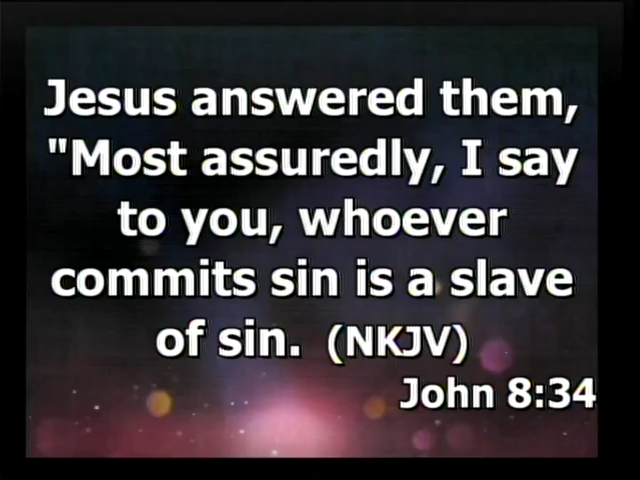 Jesus answered them,
"Most assuredly, I say
to you, whoever
commits sin is a slave
of sin. (NKJV)
John 8:34